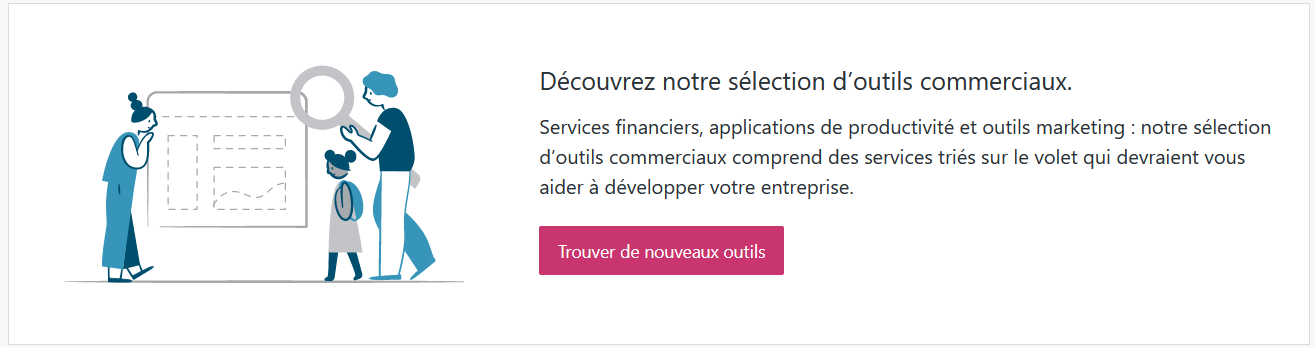 Découvrez notre sélection d’outils commerciaux.
Services financiers, applications de productivité et outils marketing : notre sélection
d’outils commerciaux comprend des services triés sur le volet qui devraient vous
aider à développer votre entreprise.
Trouver de nouveaux outils